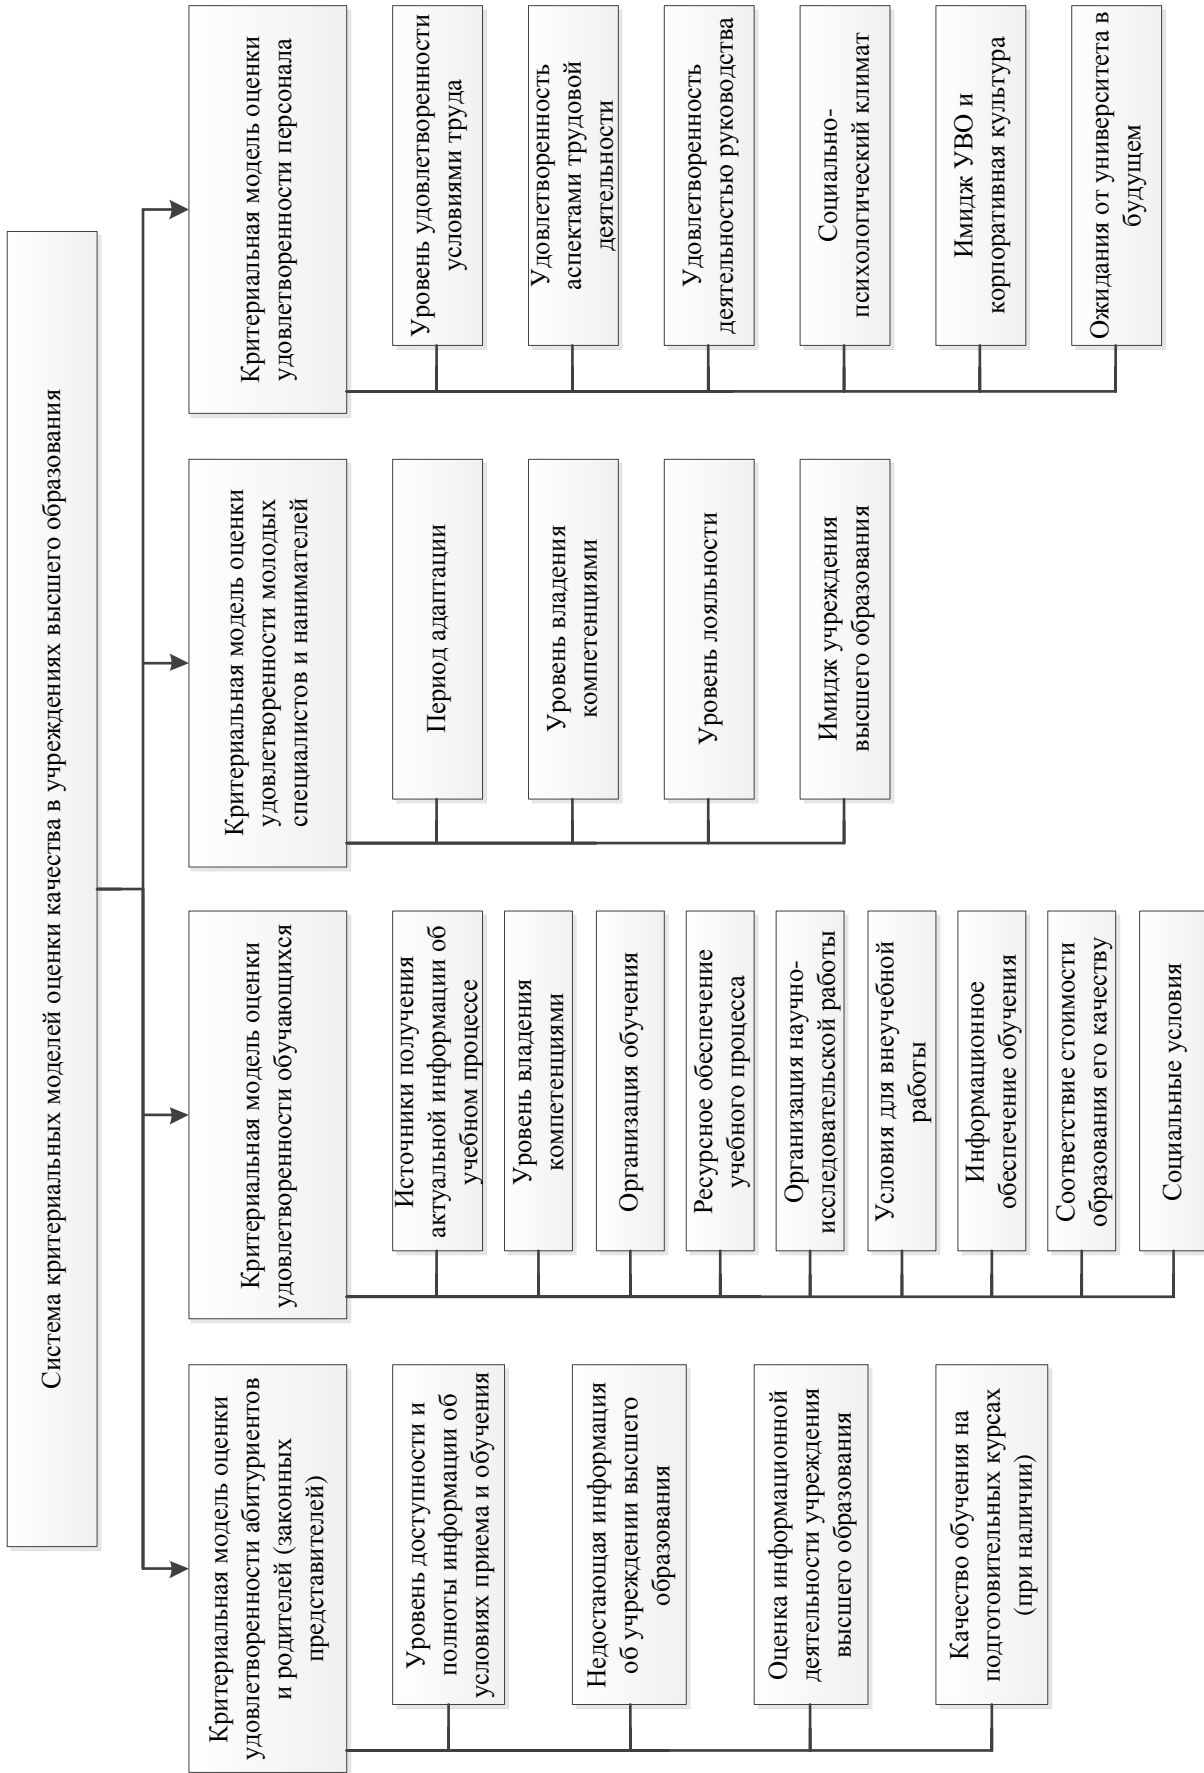 Система критериальных моделей оценки качества в учреждениях высшего образования
Критериальная модель оценки
удовлетворенности абитуриентов
и родителей (законных
представителей)
Уровень доступности и
полноты информации об
условиях приема и обучения
Недостающая информация
об учреждении высшего
образования
Оценка информационной
деятельности учреждения
высшего образования
Качество обучения на
подготовительных курсах
(при наличии)
Критериальная модель оценки
удовлетворенности обучающихся
Источники получения
актуальной информации об
учебном процессе
Уровень владения
компетенциями
Организация обучения
Ресурсное обеспечение
учебного процесса
Организация научно-
исследовательской работы
Условия для внеучебной
работы
Информационное
обеспечение обучения
Соответствие стоимости
образования его качеству
Социальные условия
Критериальная модель оценки
удовлетворенности молодых
специалистов и нанимателей
Период адаптации
Уровень владения
компетенциями
Уровень лояльности
Имидж учреждения
высшего образования
Критериальная модель оценки
удовлетворенности персонала
Уровень удовлетворенности
условиями труда
Удовлетворенность
аспектами трудовой
деятельности
Удовлетворенность
деятельностью руководства
Социально-
психологический климат
Имидж УВО и
корпоративная культура
Ожидания от университета в
будущем